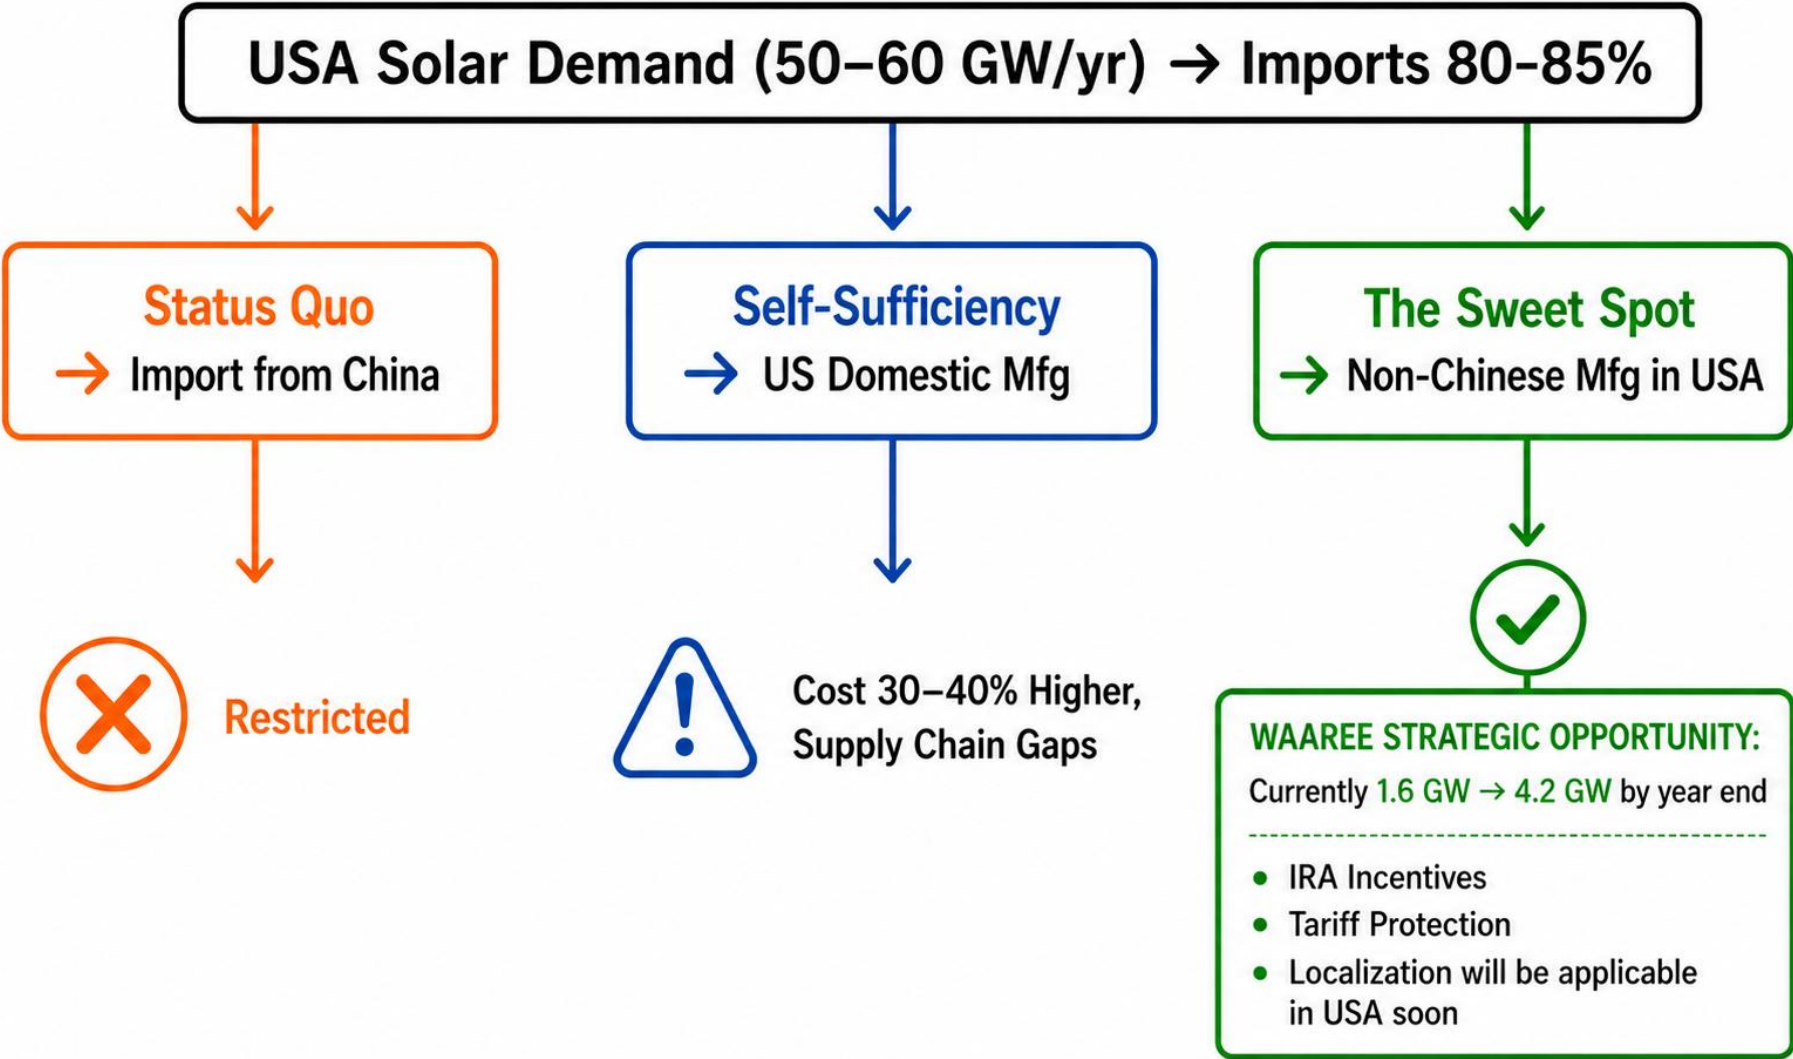 USA Solar Demand (50–60 GW/yr) → Imports 80-85%
Status Quo
→ Import from China
Restricted
Self-Sufficiency
→ US Domestic Mfg
Cost 30–40% Higher,
Supply Chain Gaps
The Sweet Spot
→ Non-Chinese Mfg in USA
WAAREE STRATEGIC OPPORTUNITY:
Currently 1.6 GW → 4.2 GW by year end
• IRA Incentives
• Tariff Protection
• Localization will be applicable
in USA soon